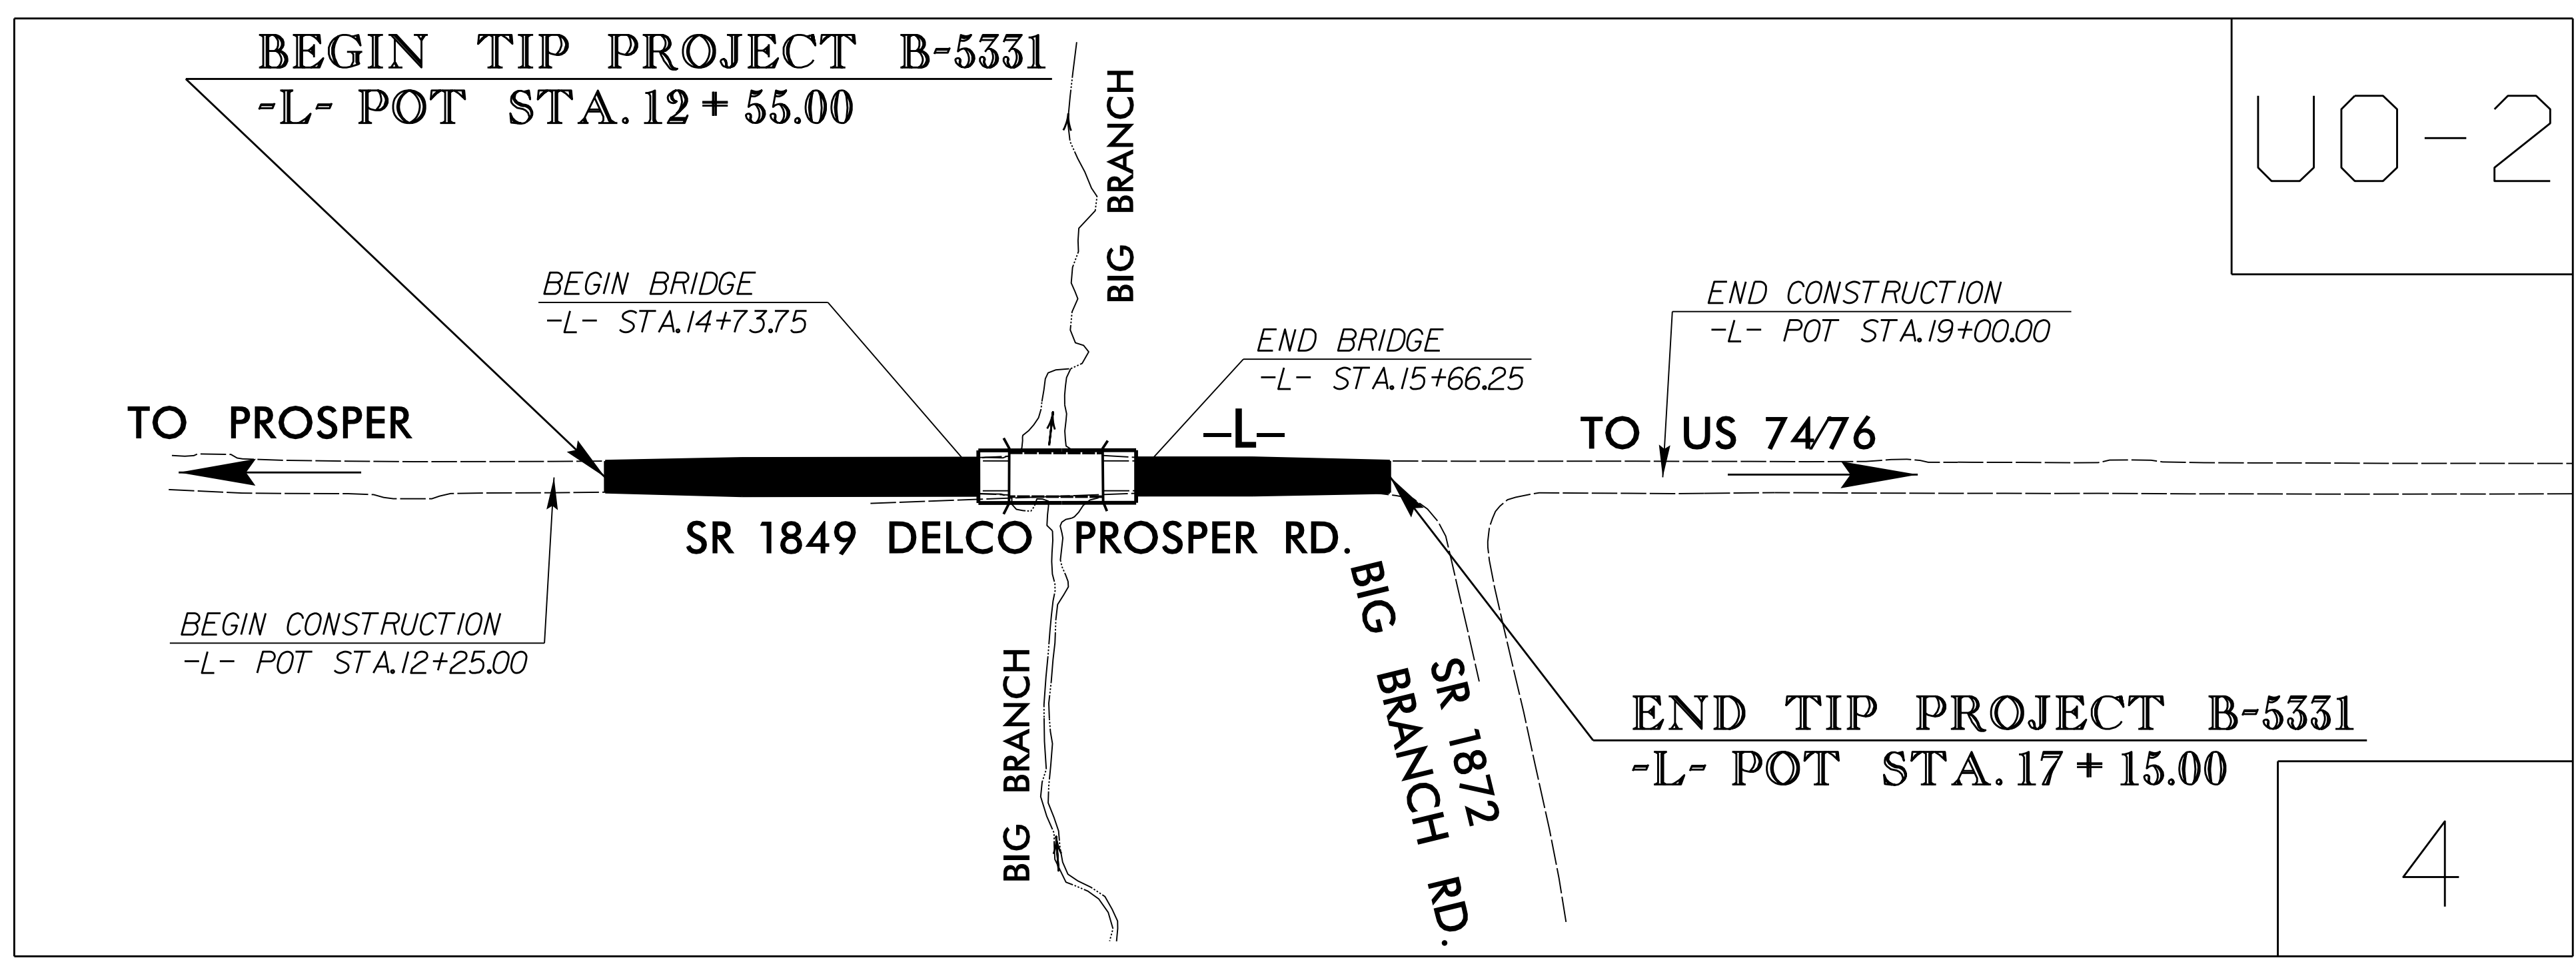 BEGIN TIP PROJECT B-5331
-L- POT STA. 12 + 55.00
UO-2
BIG BRANCH
BEGIN BRIDGE
-L- STA.14+73.75
END CONSTRUCTION
-L- POT STA.19+00.00
END BRIDGE
-L- STA.15+66.25
TO PROSPER
-L-
TO US 74/76
SR 1849 DELCO PROSPER RD.
BEGIN CONSTRUCTION
-L- POT STA.12+25.00
BIG BRANCH
SR 1872
BIG BRANCH RD.
END TIP PROJECT B-5331
-L- POT STA. 17 + 15.00
4